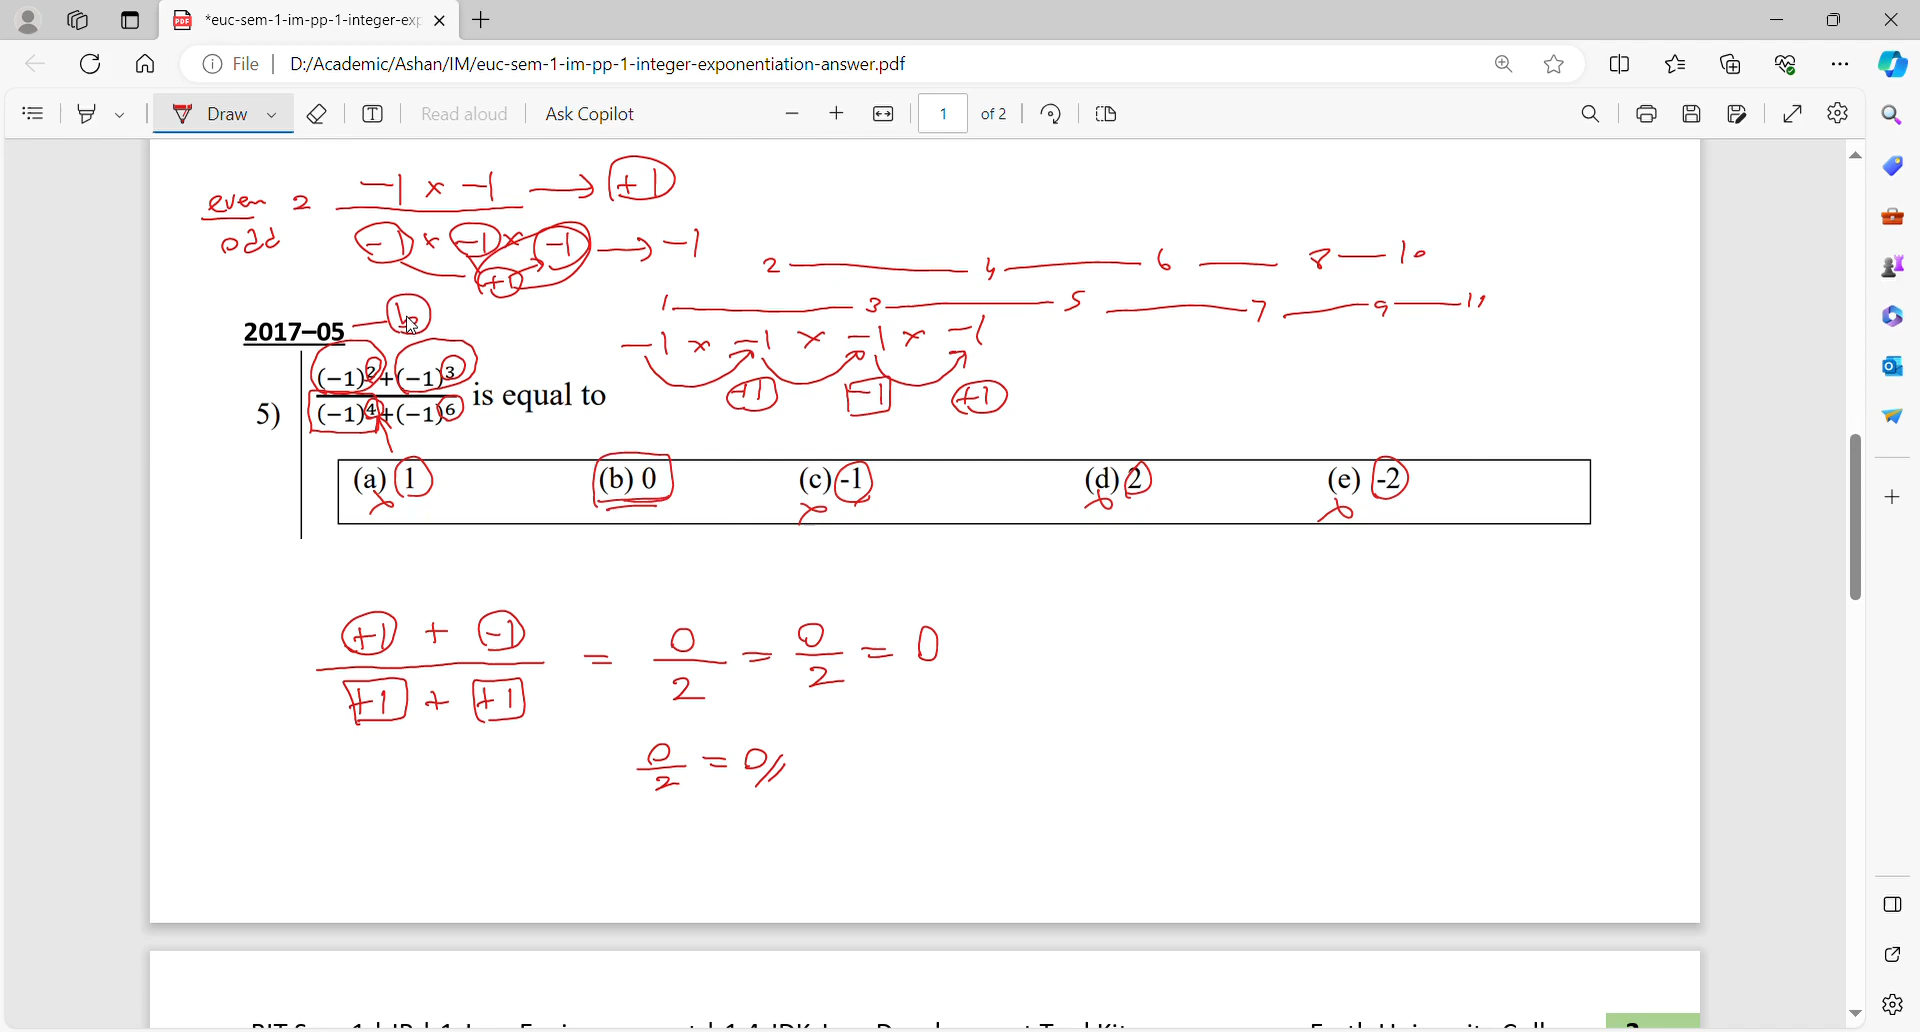 *euc-sem-1-im-pp-1-integer-exp
File
D:/Academic/Ashan/IM/euc-sem-1-im-pp-1-integer-exponentiation-answer.pdf
Draw
Read aloud
Ask Copilot
1
of 2
even 2 -1 × -1 → +1
odd -1 × -1 × -1 → -1
+1
2 4 6 8 10
1 3 5 7 9 11
2017–05 b
-1 × -1 × -1 × -1
+1 -1 +1
5) (−1)²+(−1)³
(−1)⁴+(−1)⁶
is equal to
(a) 1 (b) 0 (c) -1 (d) 2 (e) -2
+1 + -1 = 0 = 0 = 0
+1 + +1 2 2
0/2 = 0//